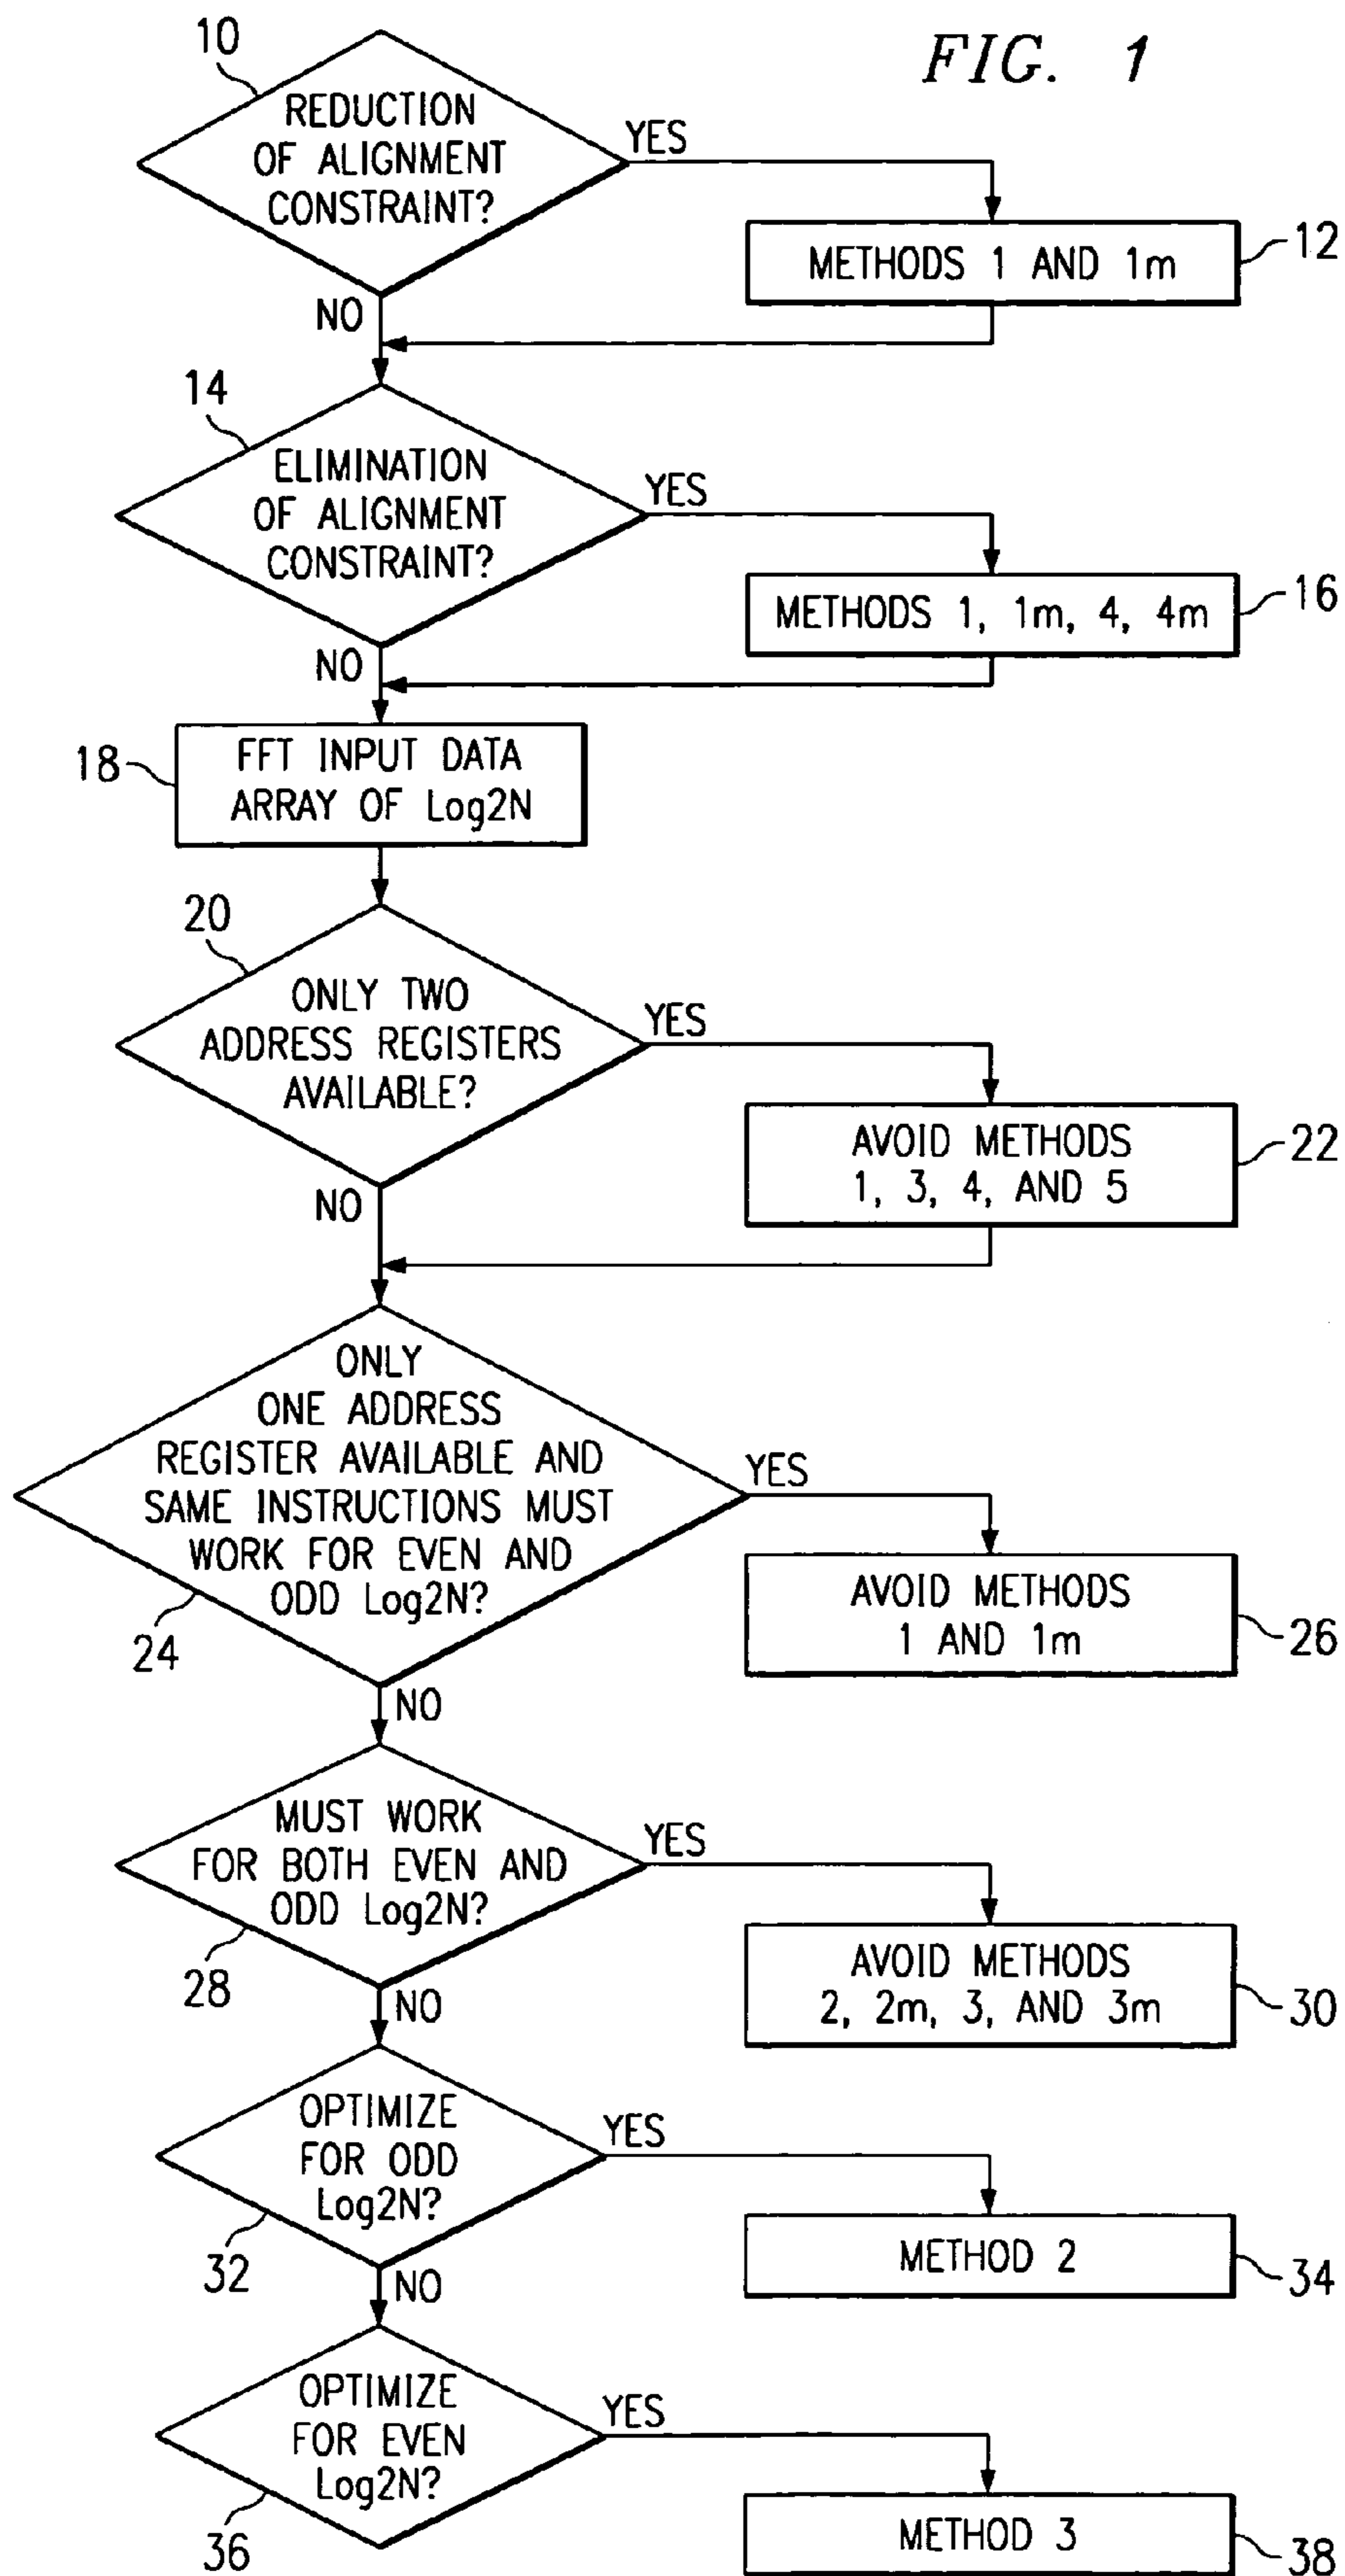 FIG. 1
10
REDUCTION
OF ALIGNMENT
CONSTRAINT?
YES
METHODS 1 AND 1m
12
NO
14
ELIMINATION
OF ALIGNMENT
CONSTRAINT?
YES
METHODS 1, 1m, 4, 4m
16
NO
18
FFT INPUT DATA
ARRAY OF Log2N
20
ONLY TWO
ADDRESS REGISTERS
AVAILABLE?
YES
AVOID METHODS
1, 3, 4, AND 5
22
NO
ONLY
ONE ADDRESS
REGISTER AVAILABLE AND
SAME INSTRUCTIONS MUST
WORK FOR EVEN AND
ODD Log2N?
YES
24
AVOID METHODS
1 AND 1m
26
NO
MUST WORK
FOR BOTH EVEN AND
ODD Log2N?
YES
28
AVOID METHODS
2, 2m, 3, AND 3m
30
NO
OPTIMIZE
FOR ODD
Log2N?
YES
32
METHOD 2
34
NO
OPTIMIZE
FOR EVEN
Log2N?
YES
36
METHOD 3
38